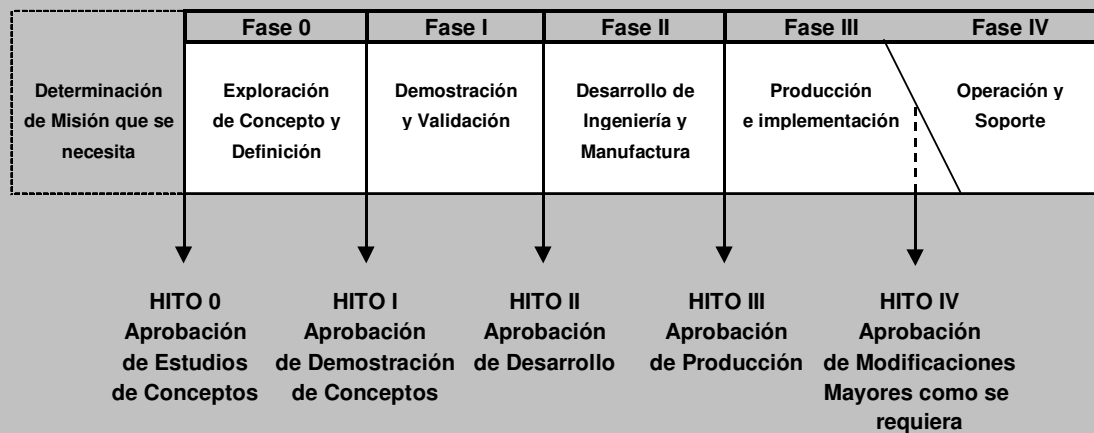 Fase 0
Fase I
Fase II
Fase III
Fase IV
Determinación
de Misión que se
necesita
Exploración
de Concepto y
Definición
Demostración
y Validación
Desarrollo de
Ingeniería y
Manufactura
Producción
e implementación
Operación y
Soporte
HITO 0
Aprobación
de Estudios
de Conceptos
HITO I
Aprobación
de Demostración
de Conceptos
HITO II
Aprobación
de Desarrollo
HITO III
Aprobación
de Producción
HITO IV
Aprobación
de Modificaciones
Mayores como se
requiera